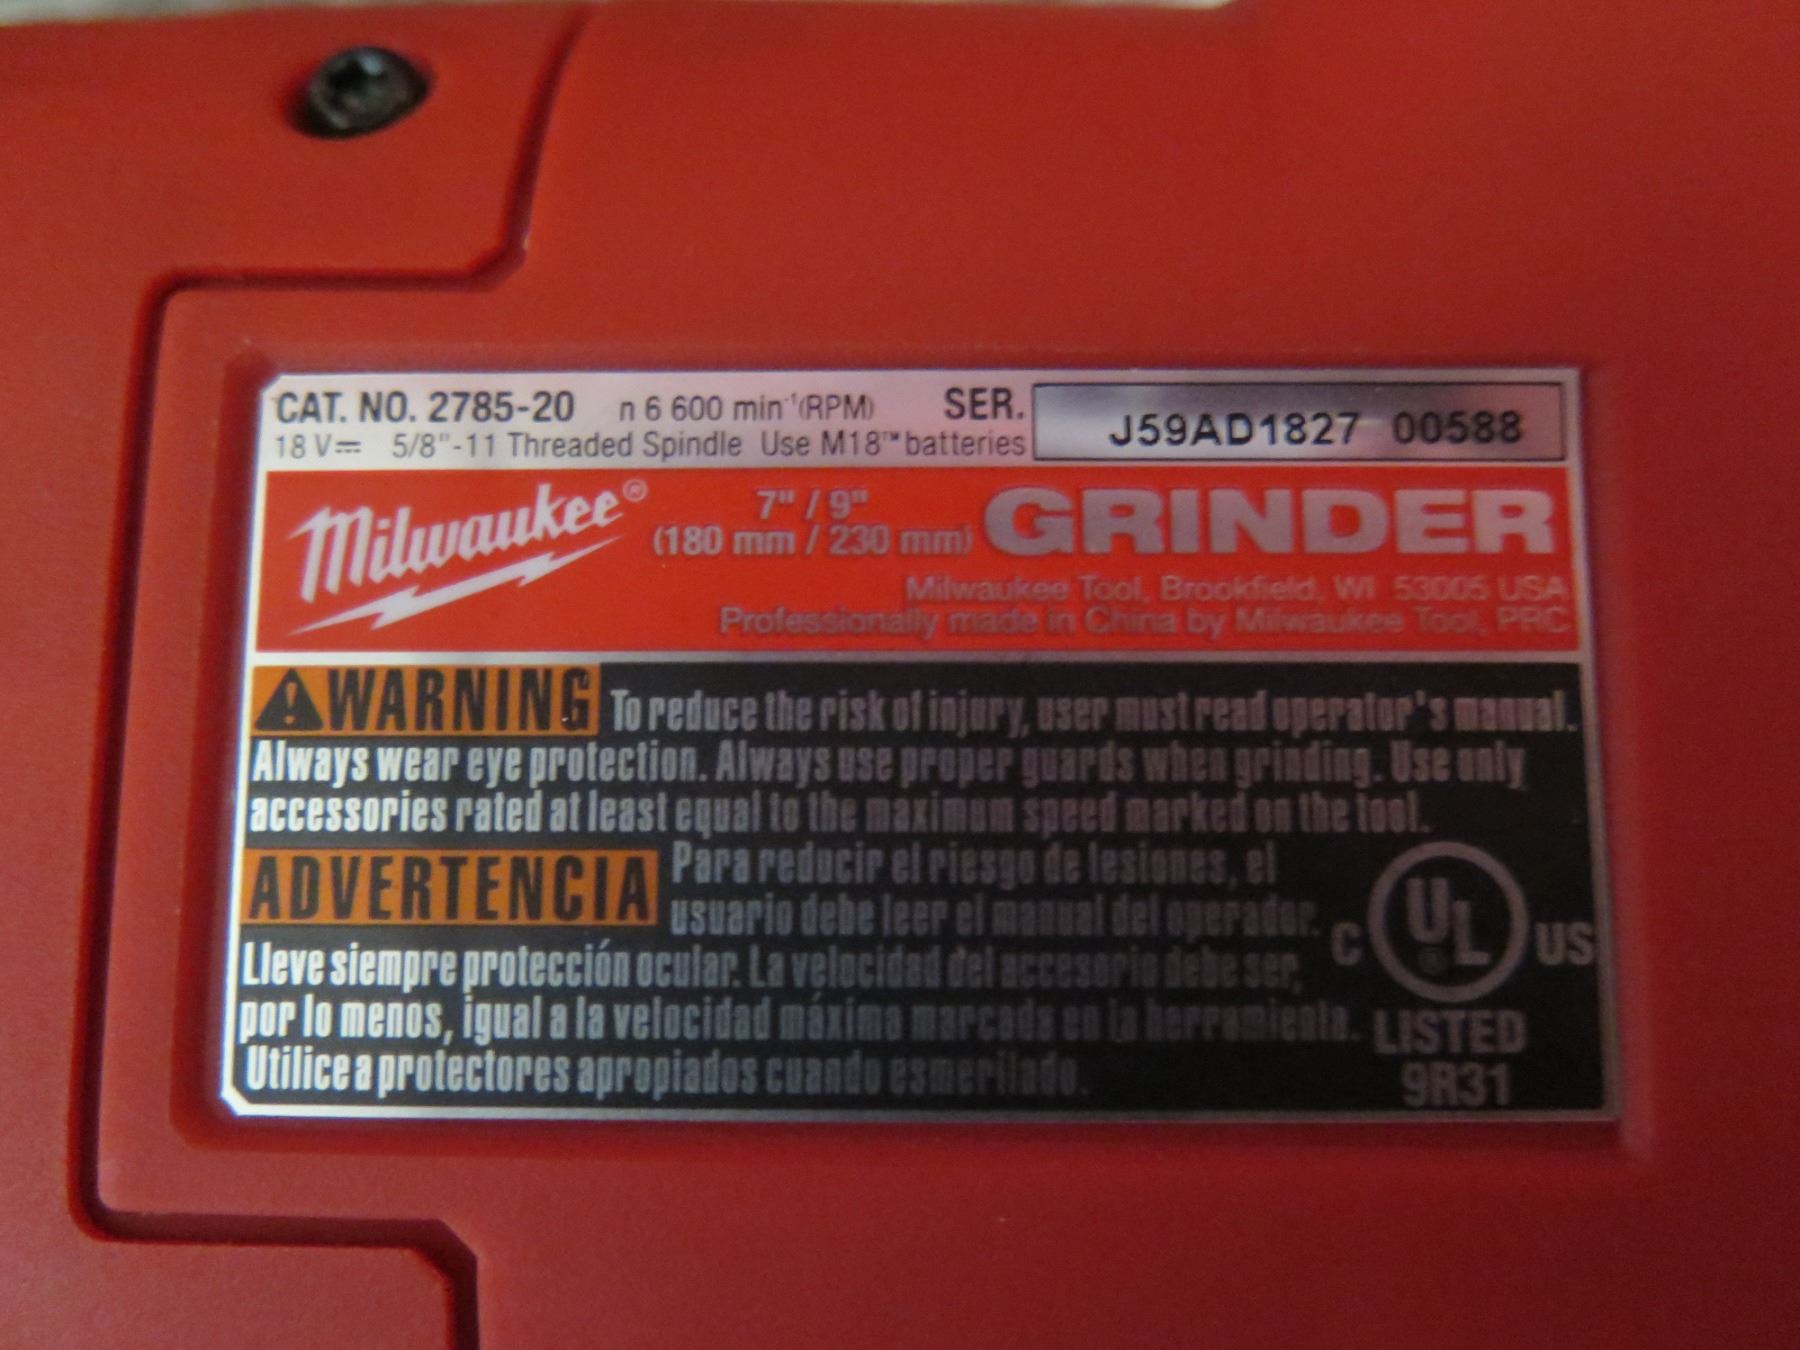 CAT. NO. 2785-20 n 6 600 min⁻¹(RPM) SER. J59AD1827 00588
18 V⎓ 5/8"-11 Threaded Spindle Use M18™ batteries
Milwaukee® 7" / 9" GRINDER
(180 mm / 230 mm)
Milwaukee Tool, Brookfield, WI 53005 USA
Professionally made in China by Milwaukee Tool, PRC
⚠WARNING To reduce the risk of injury, user must read operator's manual.
Always wear eye protection. Always use proper guards when grinding. Use only
accessories rated at least equal to the maximum speed marked on the tool.
ADVERTENCIA Para reducir el riesgo de lesiones, el
usuario debe leer el manual del operador.
Lleve siempre protección ocular. La velocidad del accesorio debe ser,
por lo menos, igual a la velocidad máxima marcada en la herramienta.
Utilice a protectores apropiados cuando esmerilado.
C UL® US
LISTED
9R31